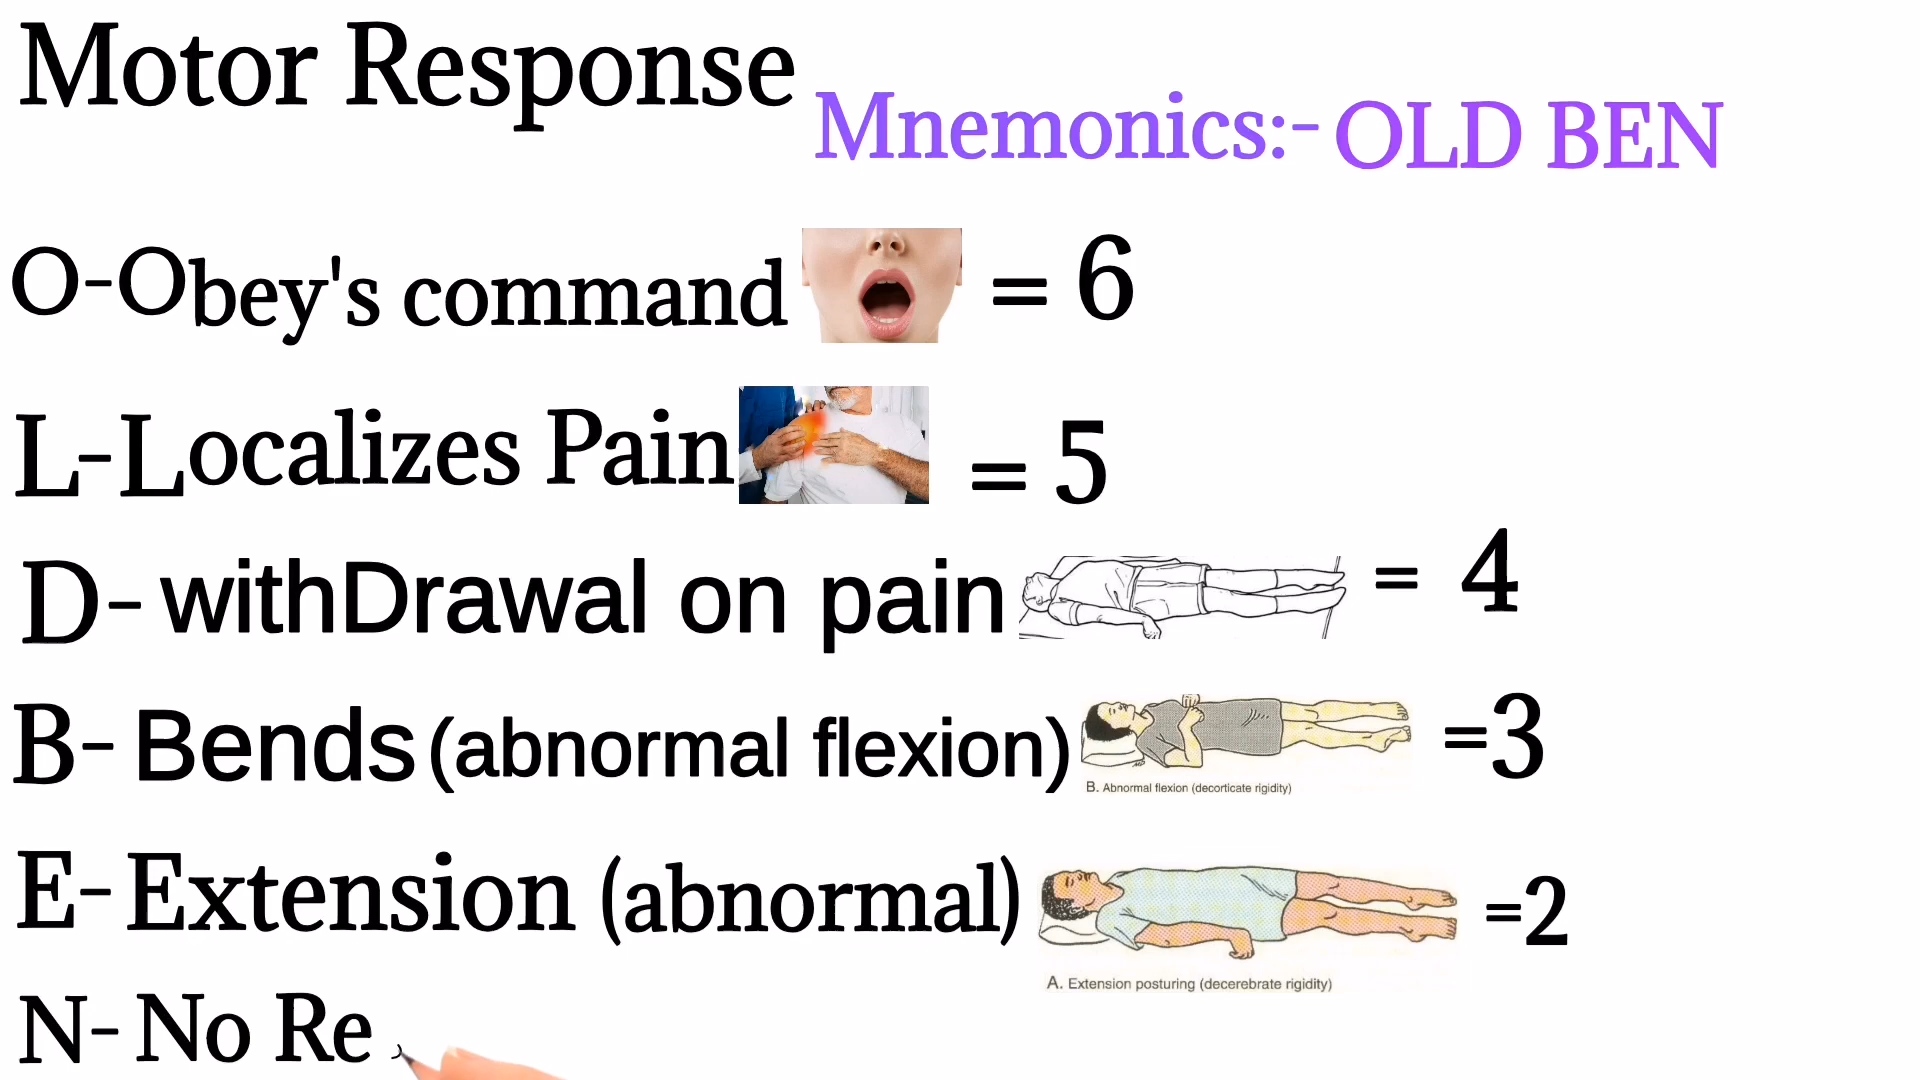 Motor Response
Mnemonics:- OLD BEN
O-Obey's command = 6
L-Localizes Pain = 5
D- withDrawal on pain = 4
B- Bends (abnormal flexion) =3
B. Abnormal flexion (decorticate rigidity)
E- Extension (abnormal) =2
A. Extension posturing (decerebrate rigidity)
N- No Re